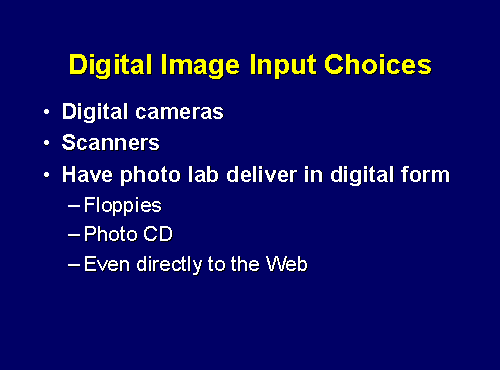 Digital Image Input Choices
• Digital cameras
• Scanners
• Have photo lab deliver in digital form
– Floppies
– Photo CD
– Even directly to the Web